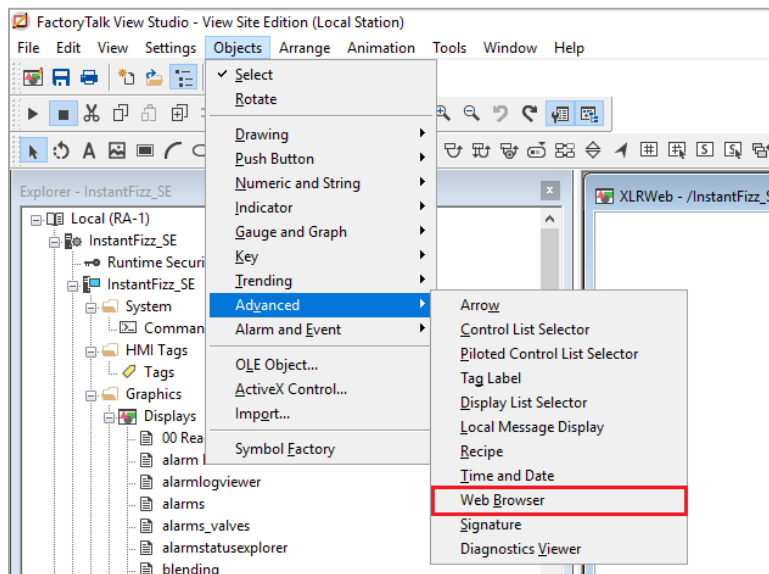 FactoryTalk View Studio - View Site Edition (Local Station)
File Edit View Settings Objects Arrange Animation Tools Window Help
Select
Rotate
Drawing
Push Button
Numeric and String
Indicator
Gauge and Graph
Key
Trending
Advanced
Alarm and Event
OLE Object...
ActiveX Control...
Import...
Symbol Factory
Arrow
Control List Selector
Piloted Control List Selector
Tag Label
Display List Selector
Local Message Display
Recipe
Time and Date
Web Browser
Signature
Diagnostics Viewer
Explorer - InstantFizz_SE
Local (RA-1)
InstantFizz_SE
Runtime Securi
InstantFizz_SE
System
Comman
HMI Tags
Tags
Graphics
Displays
00 Rea
alarm
alarmlogviewer
alarms
alarms_valves
alarmstatusexplorer
blending
XLRWeb - /InstantFizz_S